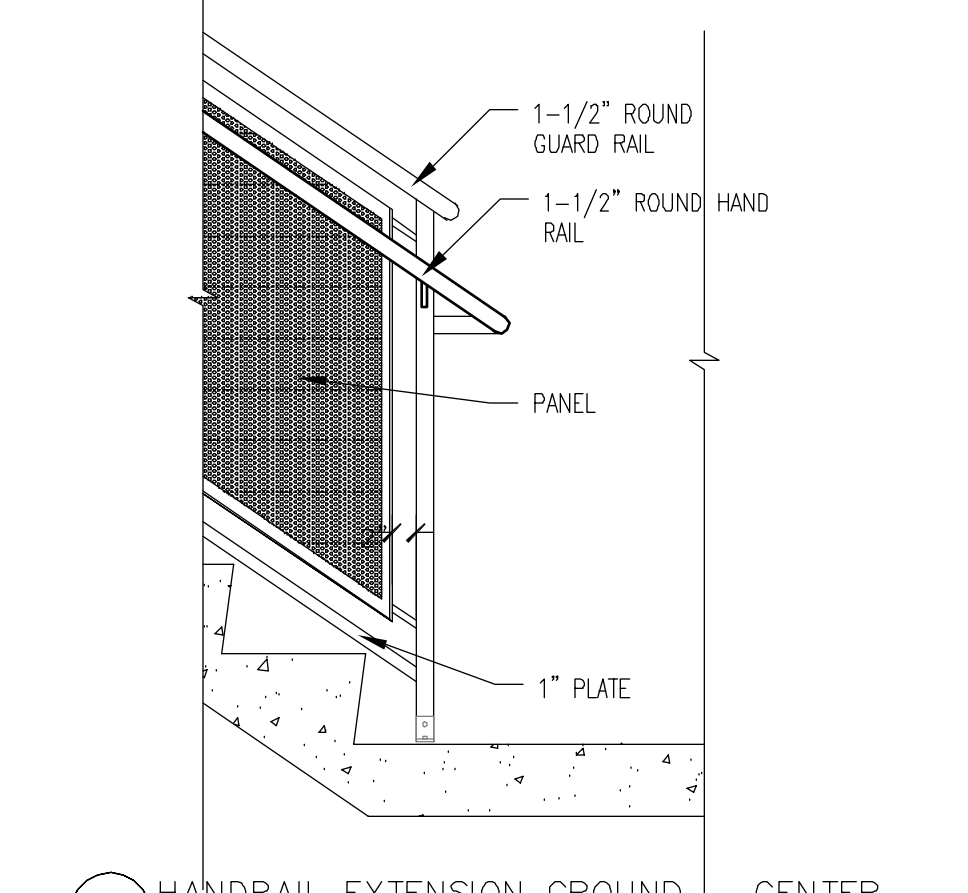 1-1/2" ROUND
GUARD RAIL
1-1/2" ROUND HAND
RAIL
PANEL
1" PLATE
HANDRAIL EXTENSION GROUND CENTER